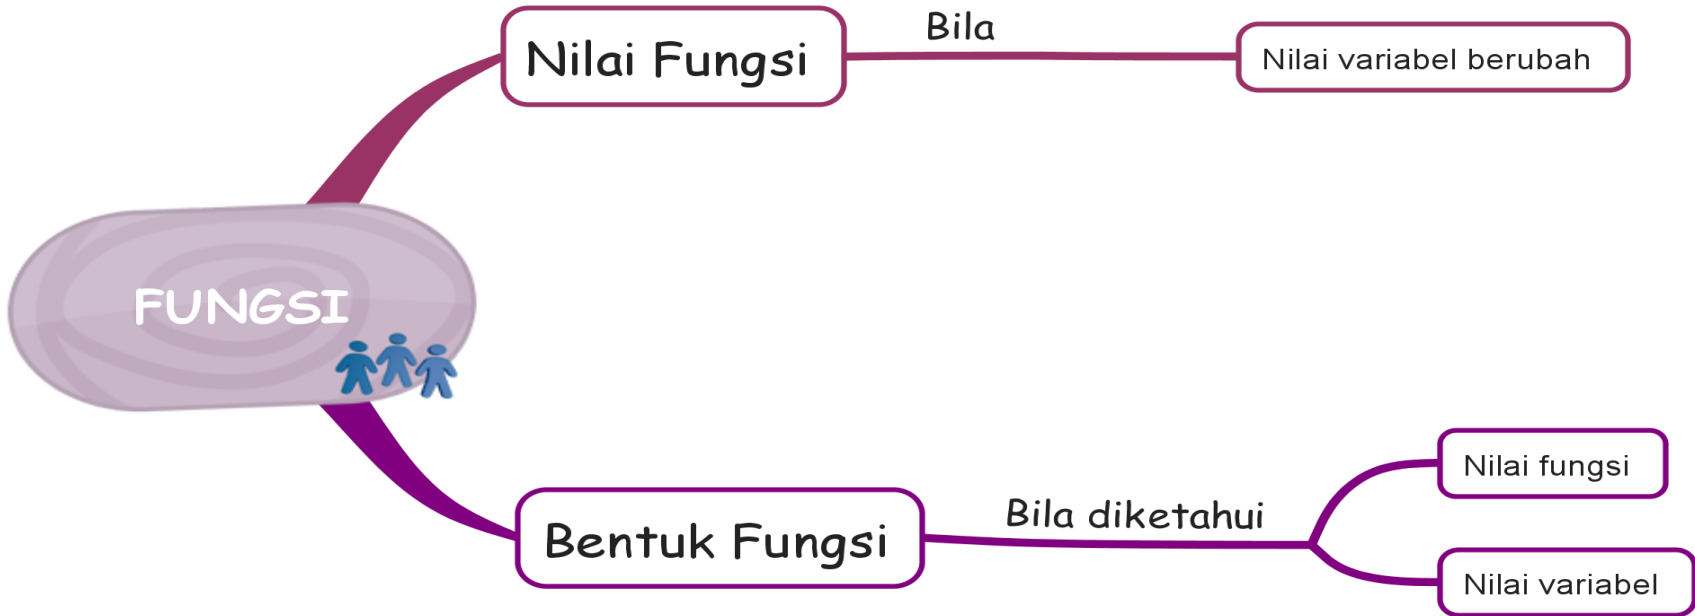 Bila
Nilai Fungsi
Nilai variabel berubah
FUNGSI
Bentuk Fungsi
Bila diketahui
Nilai fungsi
Nilai variabel